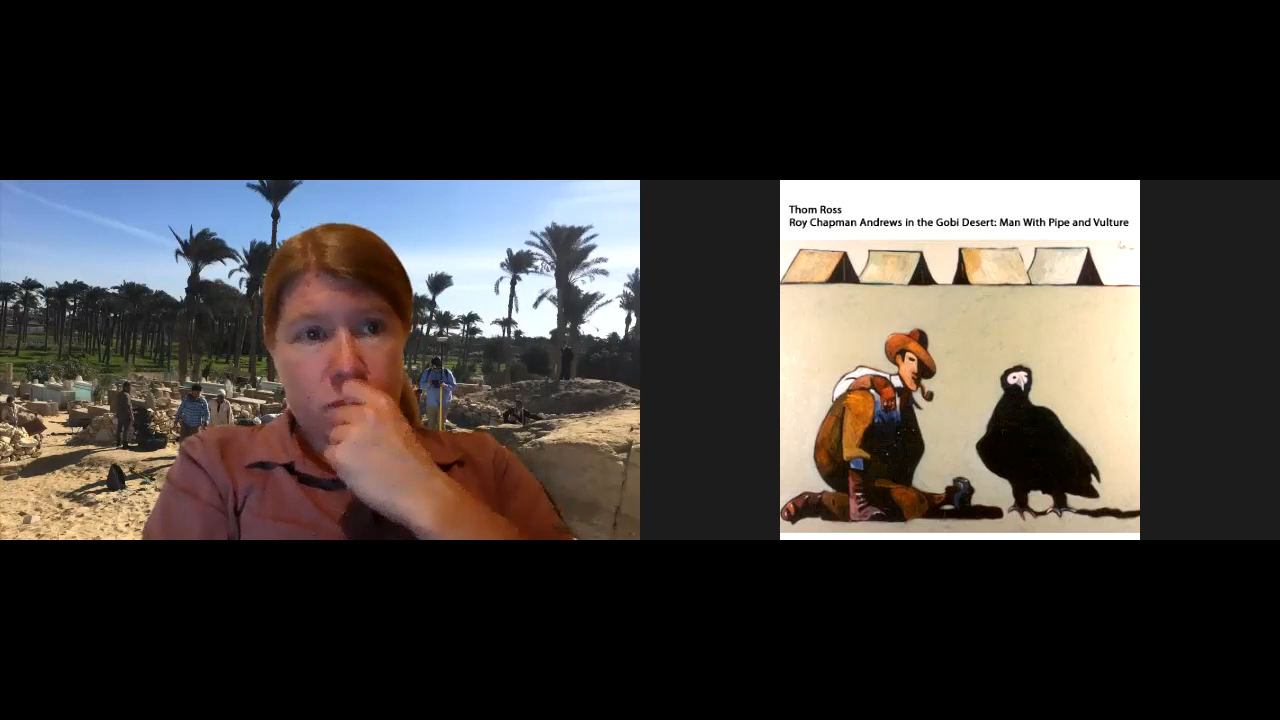 Thom Ross
Roy Chapman Andrews in the Gobi Desert: Man With Pipe and Vulture